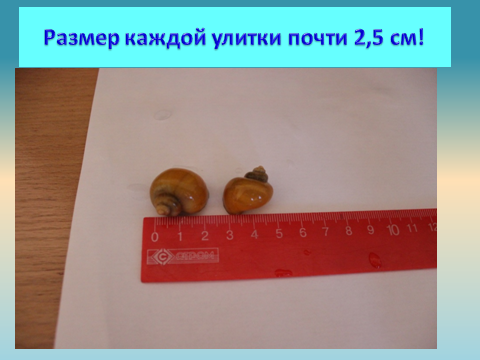 Размер каждой улитки почти 2,5 см!
0 1 2 3 4 5 6 7 8 9 10 11 12